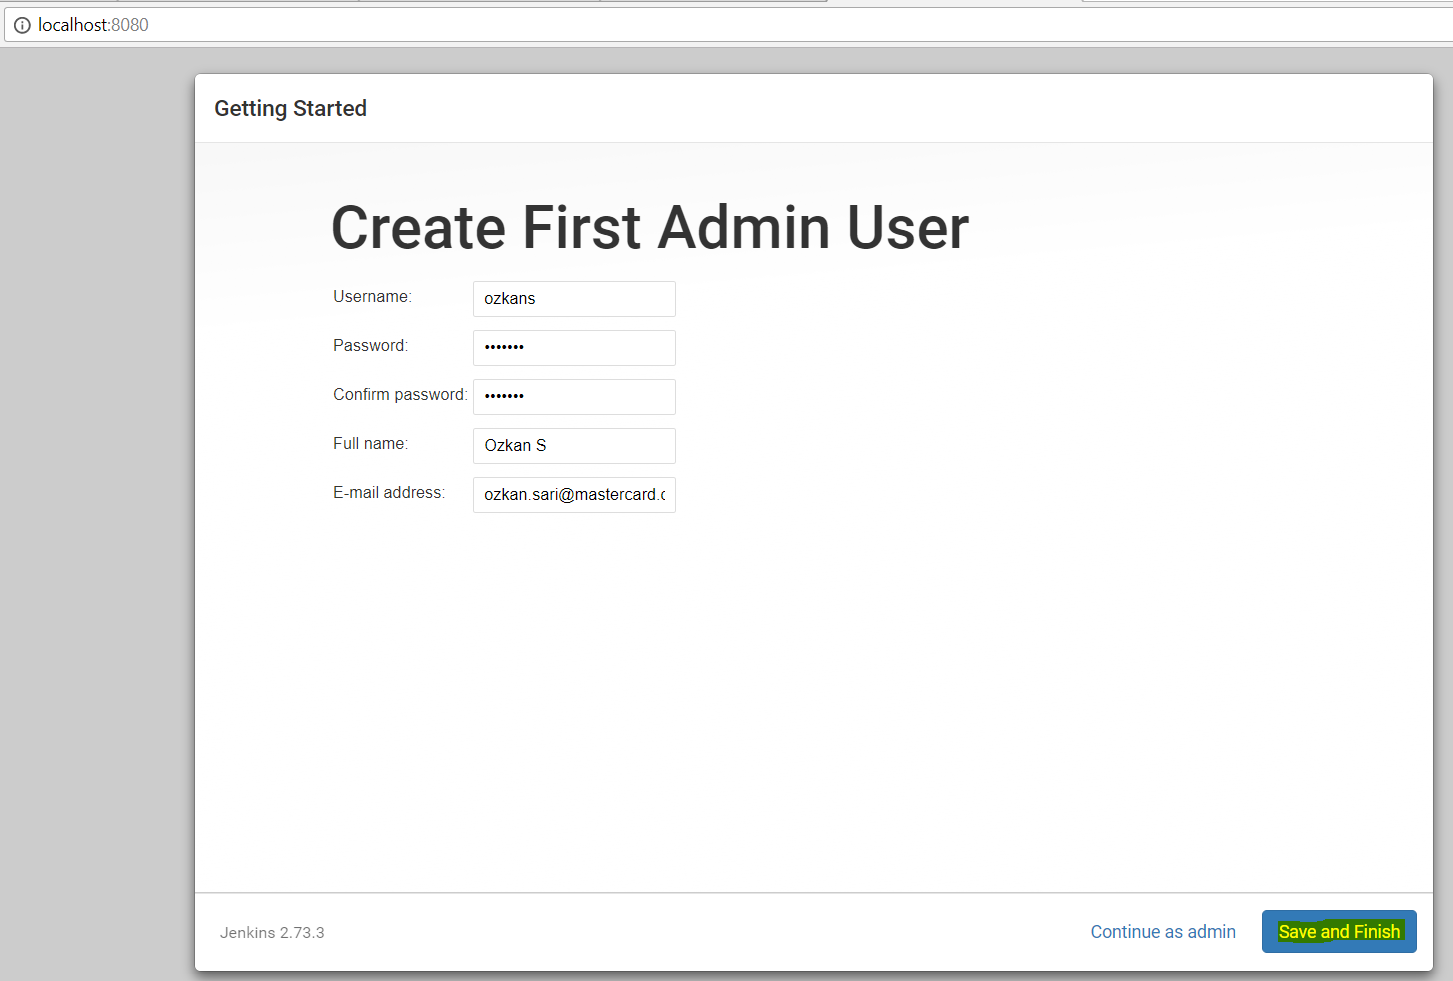 localhost:8080
Getting Started
Create First Admin User
Username: ozkans
Password: •••••••
Confirm password: •••••••
Full name: Ozkan S
E-mail address: ozkan.sari@mastercard.c
Jenkins 2.73.3 Continue as admin Save and Finish